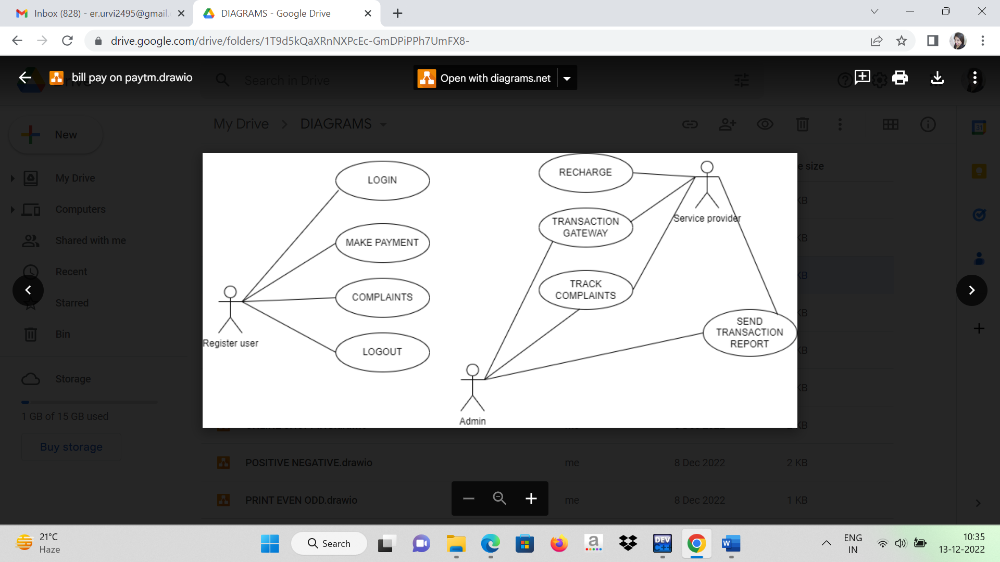 Inbox (828) - er.urvi2495@gmail.
DIAGRAMS - Google Drive
drive.google.com/drive/folders/1T9d5kQaXRnNXPcEc-GmDPiPPh7UmFX8-
bill pay on paytm.drawio
Search in Drive
Open with diagrams.net
New
My Drive
DIAGRAMS
My Drive
Computers
Shared with me
Recent
Starred
Bin
Storage
1 GB of 15 GB used
Buy storage
e size
KB
KB
KB
KB
KB
KB
KB
LOGIN
MAKE PAYMENT
COMPLAINTS
LOGOUT
Register user
RECHARGE
TRANSACTION
GATEWAY
TRACK
COMPLAINTS
Service provider
SEND
TRANSACTION
REPORT
Admin
POSITIVE NEGATIVE.drawio me 8 Dec 2022 2 KB
PRINT EVEN ODD.drawio me 8 Dec 2022 1 KB
31
21°C
Haze
Search
DEV
C++
ENG
IN
10:35
13-12-2022